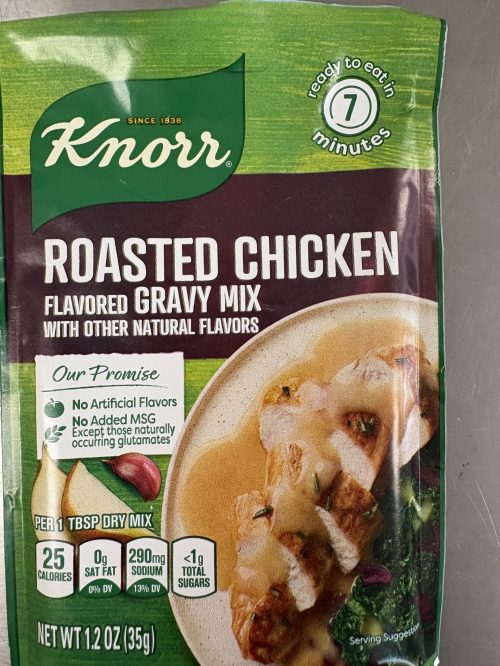 ready to eat in
7
minutes
SINCE 1838
Knorr®
ROASTED CHICKEN
FLAVORED GRAVY MIX
WITH OTHER NATURAL FLAVORS
Our Promise
No Artificial Flavors
No Added MSG
Except those naturally
occurring glutamates
PER 1 TBSP DRY MIX
25
CALORIES
0g
SAT FAT
0% DV
290mg
SODIUM
13% DV
<1g
TOTAL
SUGARS
NET WT 1.2 OZ (35g)
Serving Suggestion